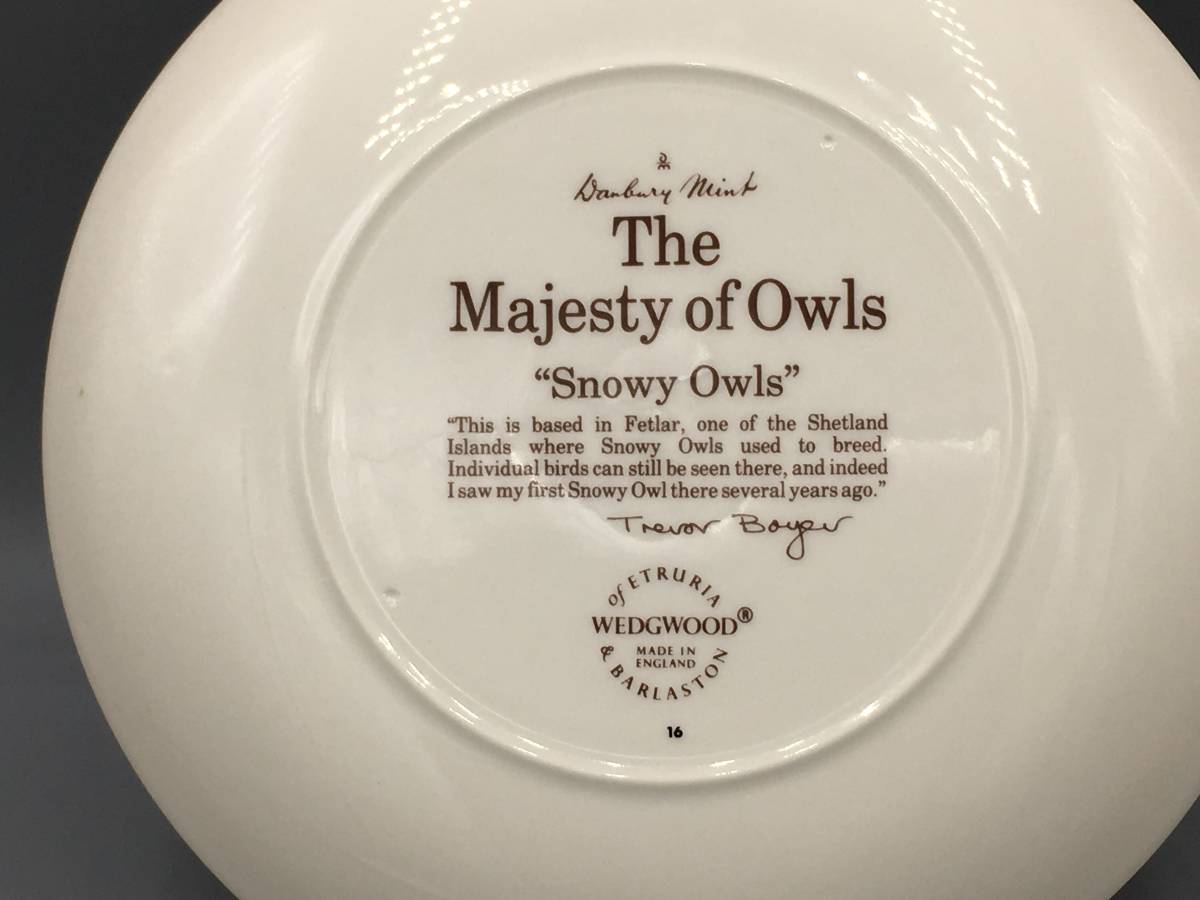 Danbury Mint
The
Majesty of Owls
“Snowy Owls”
“This is based in Fetlar, one of the Shetland
Islands where Snowy Owls used to breed.
Individual birds can still be seen there, and indeed
I saw my first Snowy Owl there several years ago.”
Trevor Boyer
of ETRURIA
WEDGWOOD®
MADE IN
ENGLAND
& BARLASTON
16